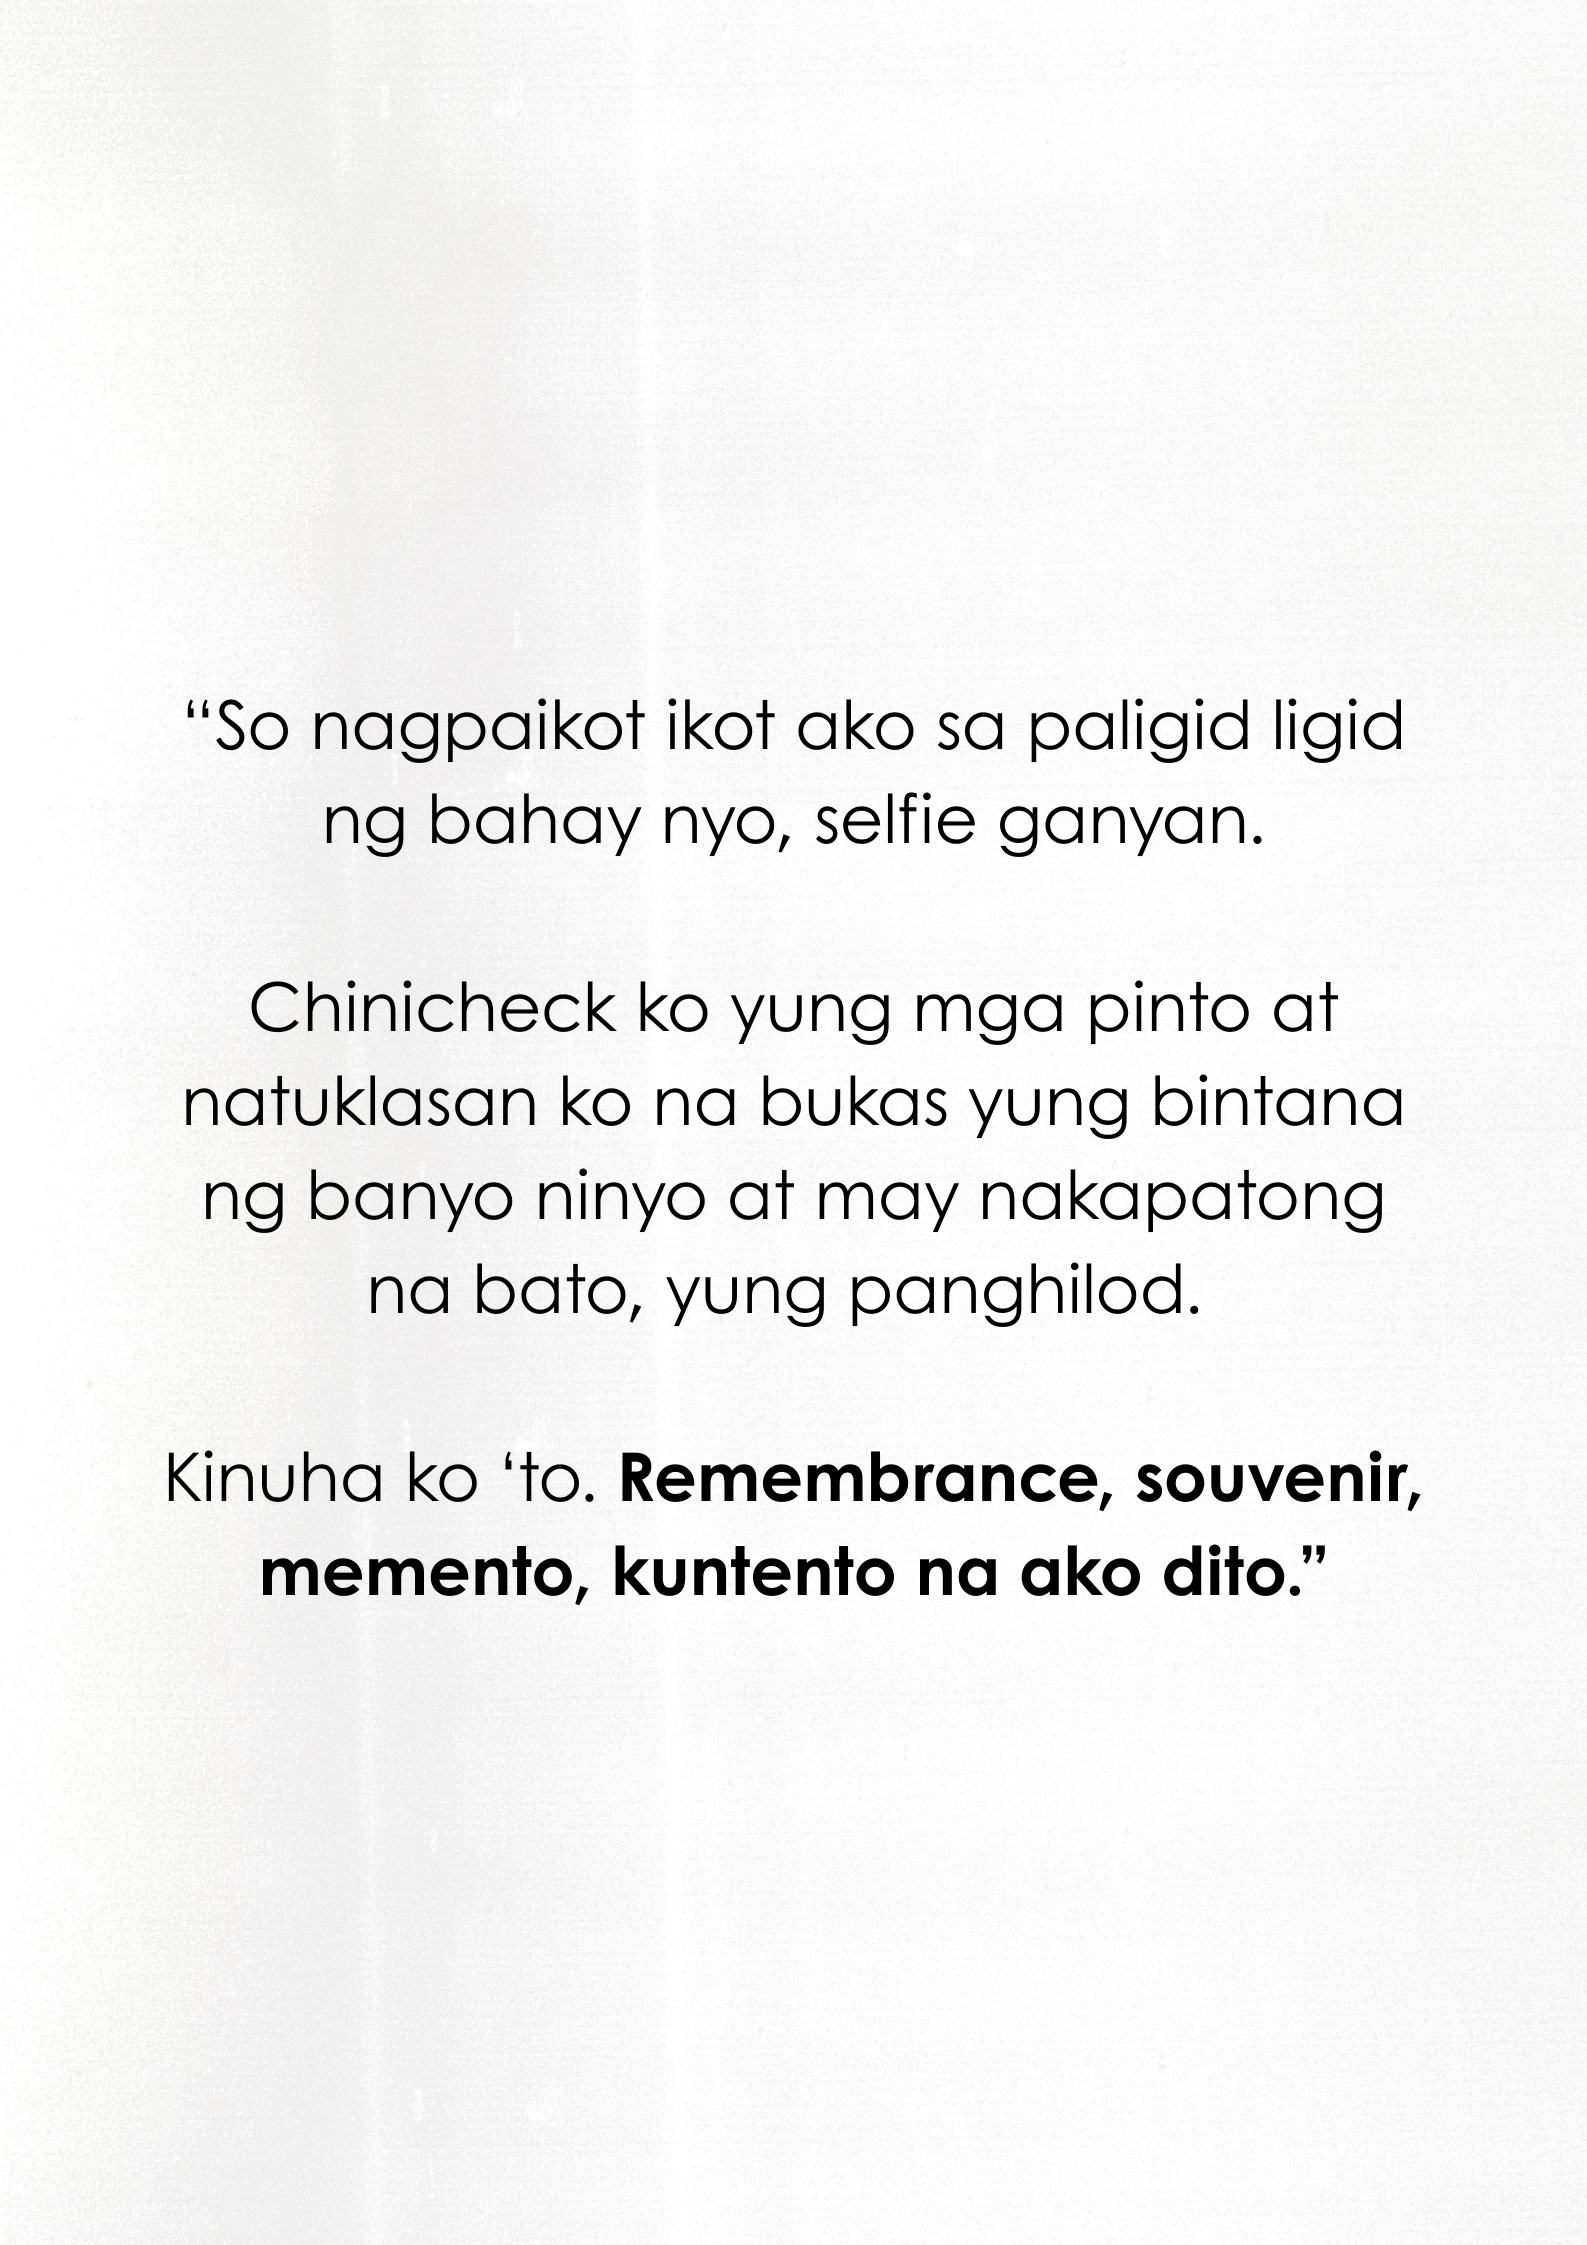 “So nagpaikot ikot ako sa paligid ligid
ng bahay nyo, selfie ganyan.
Chinicheck ko yung mga pinto at
natuklasan ko na bukas yung bintana
ng banyo ninyo at may nakapatong
na bato, yung panghilod.
Kinuha ko ‘to. Remembrance, souvenir,
memento, kuntento na ako dito.”